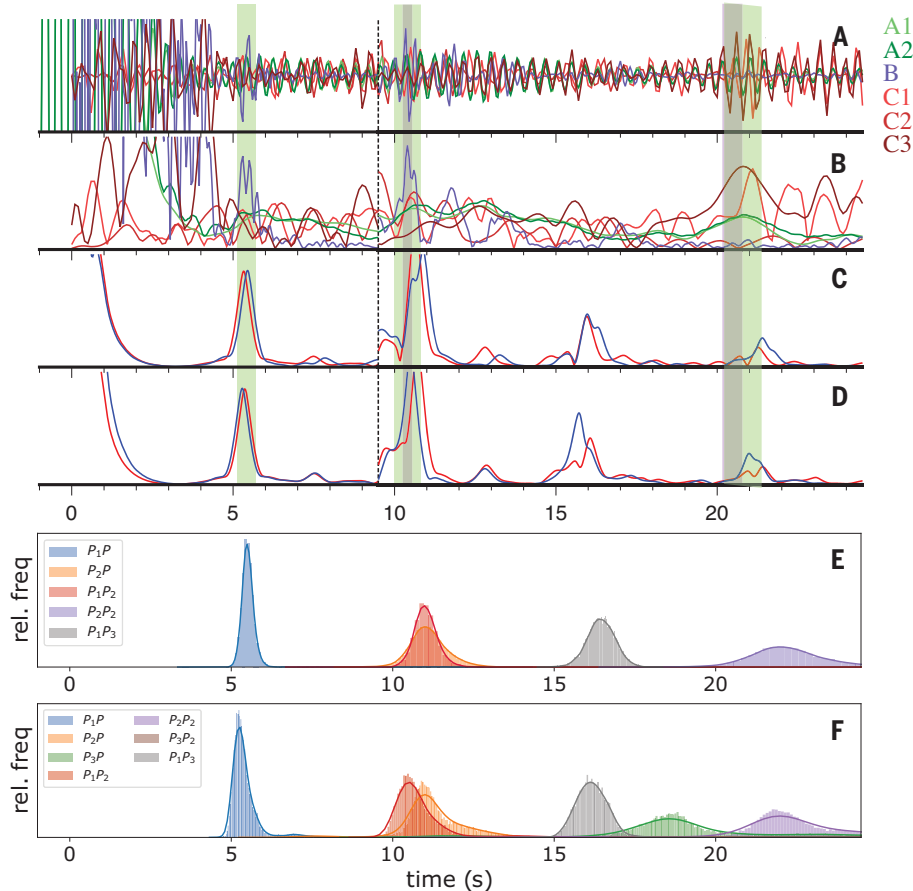 A
A1
A2
B
C1
C2
C3
B
C
D
0 5 10 15 20
rel. freq
P₁P
P₂P
P₁P₂
P₂P₂
P₁P₃
E
0 5 10 15 20
rel. freq
P₁P P₂P₂
P₂P P₃P₂
P₃P P₁P₃
P₁P₂
F
0 5 10 15 20
time (s)